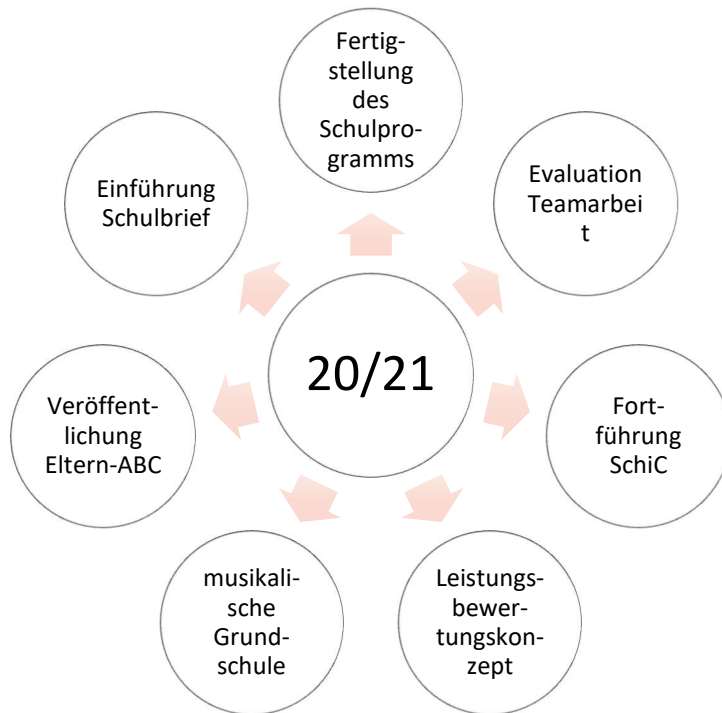 Fertig-
stellung
des
Schulpro-
gramms
Evaluation
Teamarbei
t
Fort-
führung
SchiC
Leistungs-
bewer-
tungskon-
zept
musikali-
sche
Grund-
schule
Veröffent-
lichung
Eltern-ABC
Einführung
Schulbrief
20/21